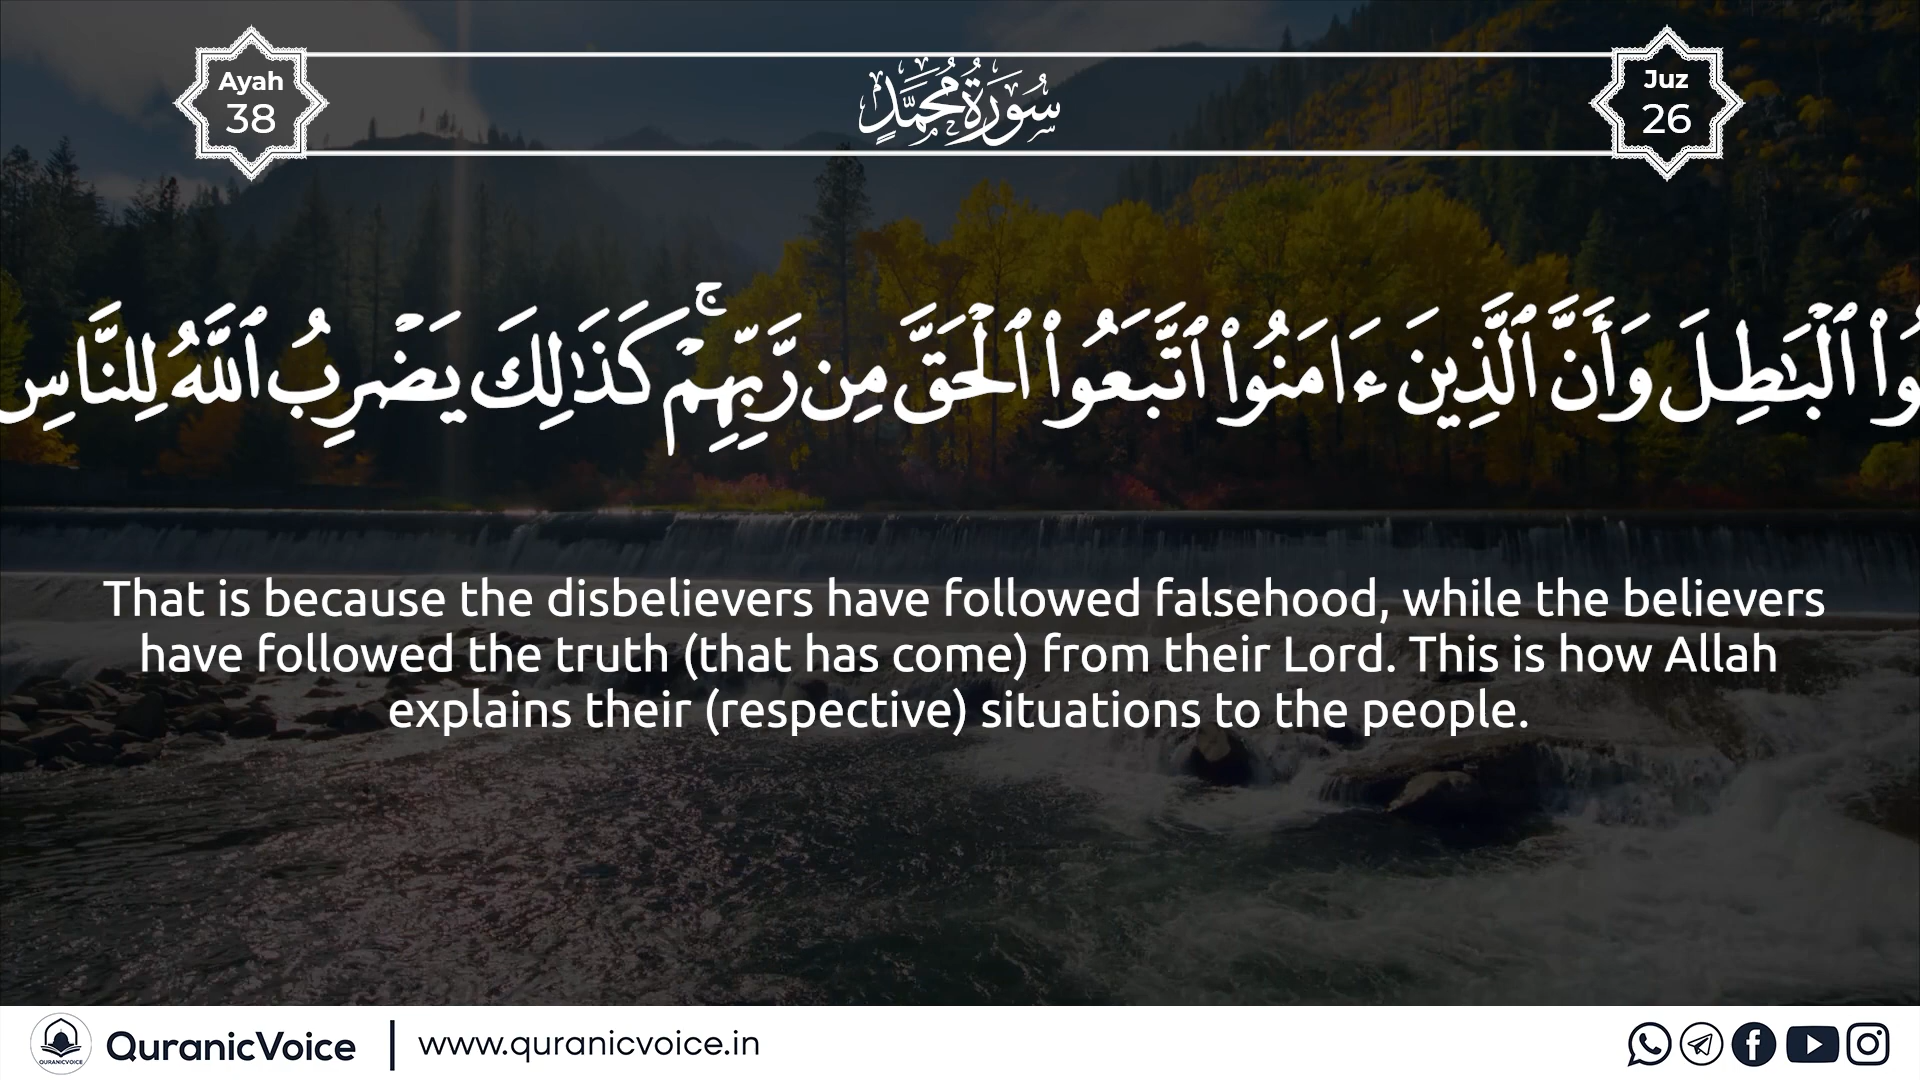 Ayah
38
سُورَةُ مُحَمَّدٍ
Juz
26
ٱلْبَٰطِلَ وَأَنَّ ٱلَّذِينَ ءَامَنُوا۟ ٱتَّبَعُوا۟ ٱلْحَقَّ مِن رَّبِّهِمْ ۚ كَذَٰلِكَ يَضْرِبُ ٱللَّهُ لِلنَّاسِ
That is because the disbelievers have followed falsehood, while the believers
have followed the truth (that has come) from their Lord. This is how Allah
explains their (respective) situations to the people.
QURANICVOICE
QuranicVoice | www.quranicvoice.in